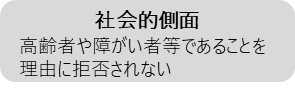 社会的側面
高齢者や障がい者等であることを
理由に拒否されない